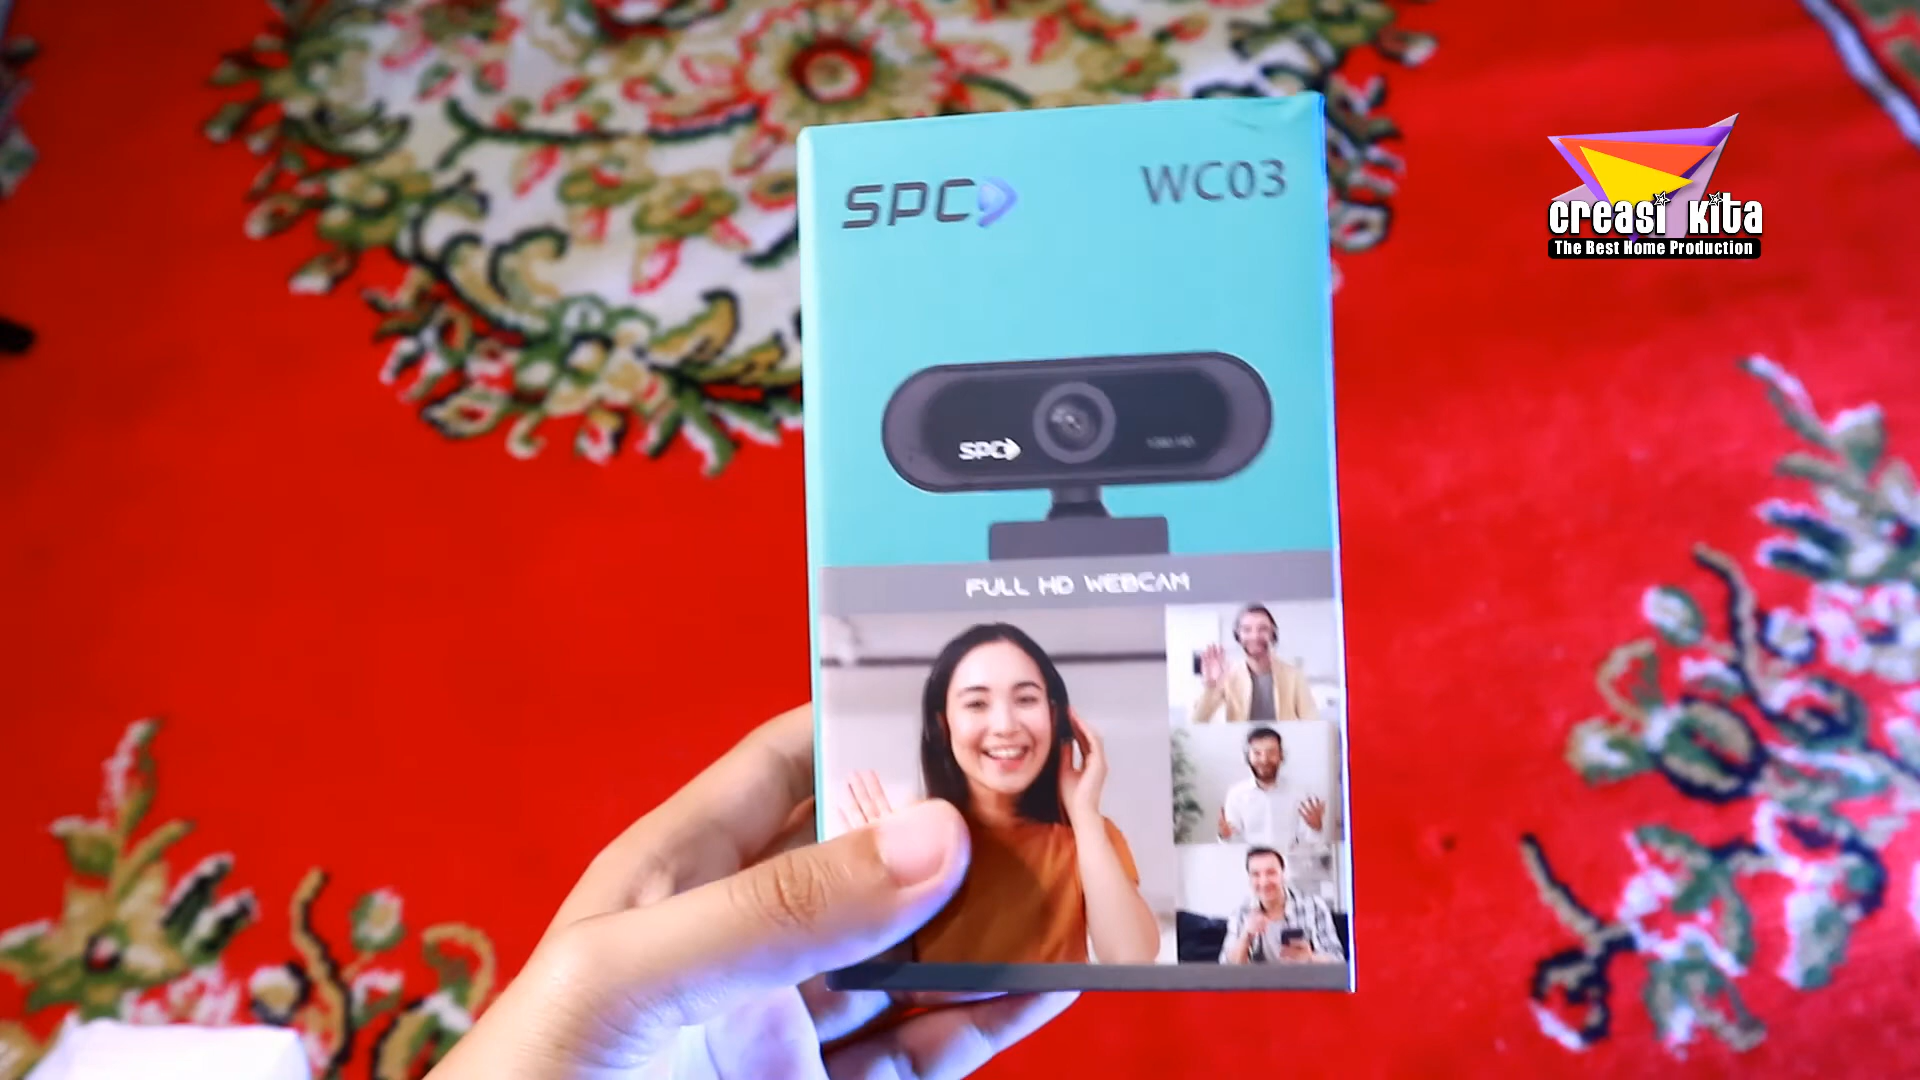 SPC
WC03
SPC
FULL HD WEBCAM
creasi kita
The Best Home Production